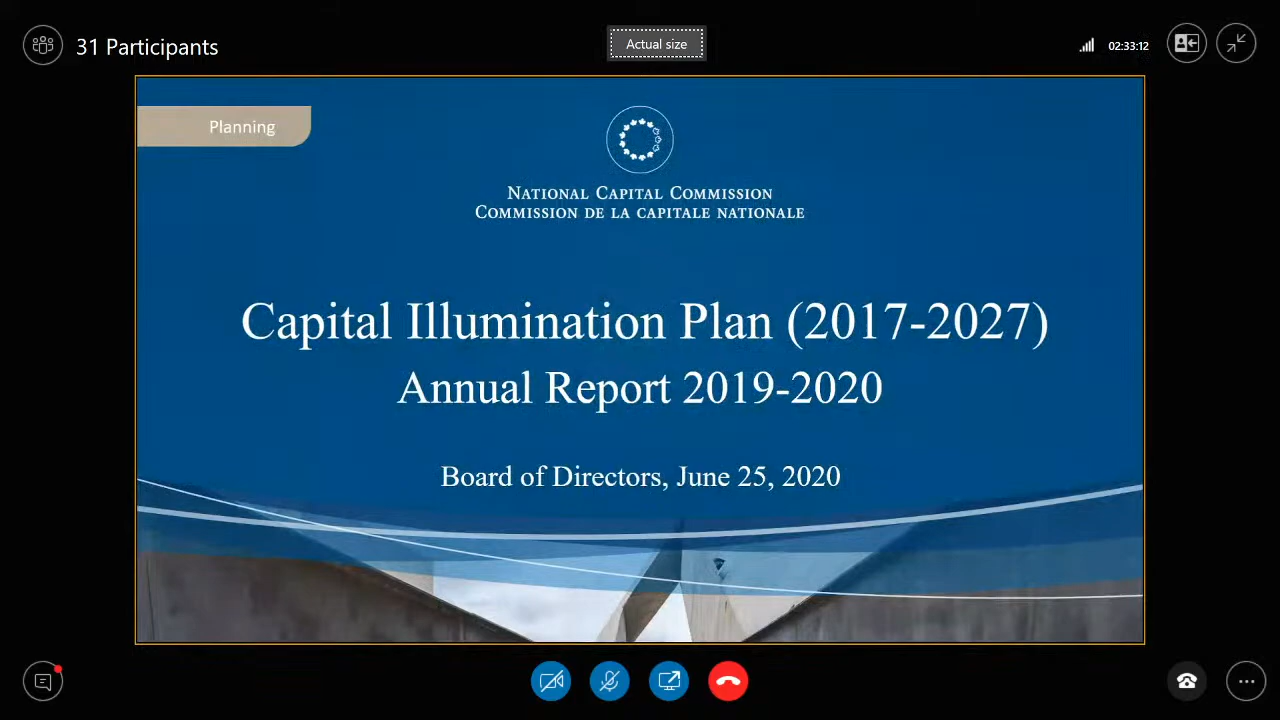 31 Participants
Actual size
02:33:12
Planning
NATIONAL CAPITAL COMMISSION
COMMISSION DE LA CAPITALE NATIONALE
Capital Illumination Plan (2017-2027)
Annual Report 2019-2020
Board of Directors, June 25, 2020